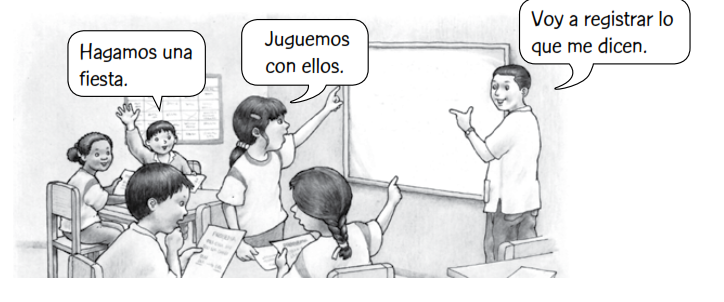 Hagamos una
fiesta.
Juguemos
con ellos.
Voy a registrar lo
que me dicen.